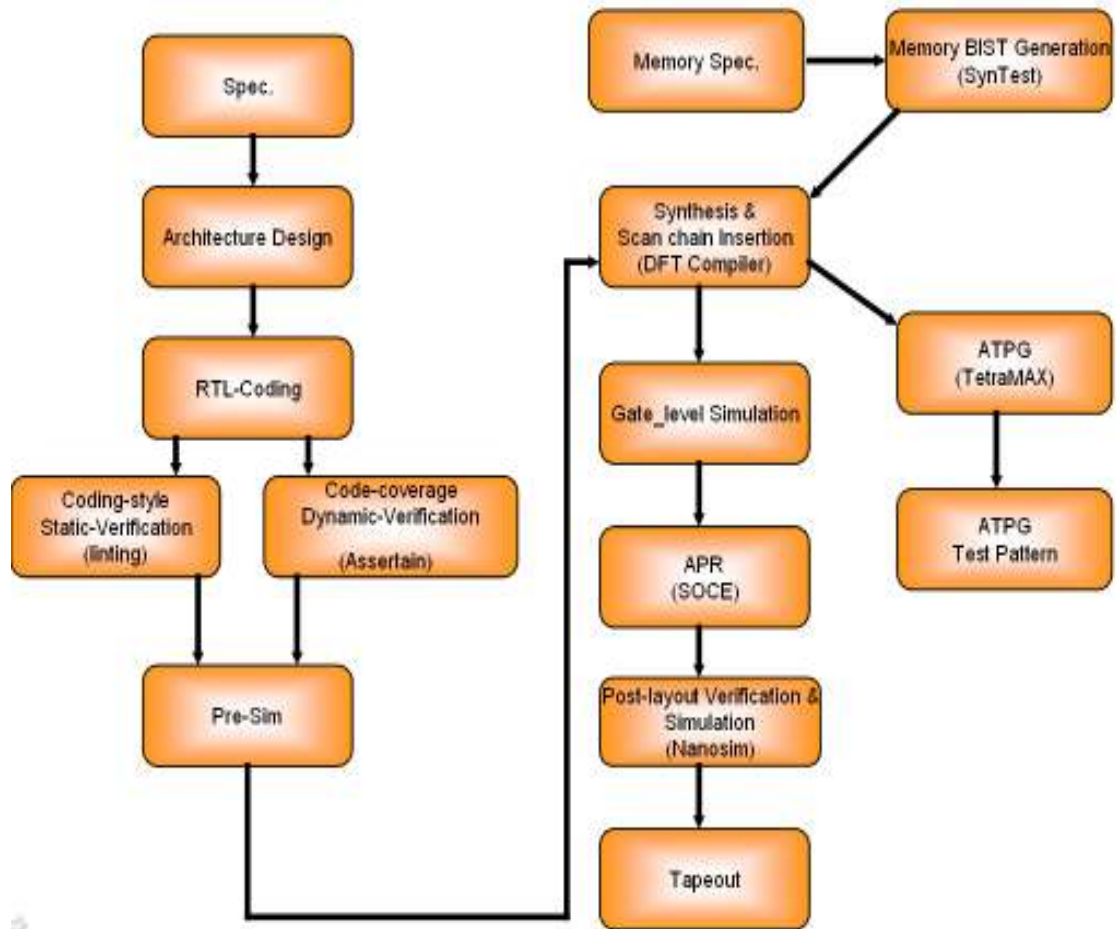 Spec.
Architecture Design
RTL-Coding
Coding-style
Static-Verification
(linting)
Code-coverage
Dynamic-Verification
(Assertain)
Pre-Sim
Memory Spec.
Memory BIST Generation
(SynTest)
Synthesis &
Scan chain Insertion
(DFT Compiler)
Gate_level Simulation
APR
(SOCE)
Post-layout Verification &
Simulation
(Nanosim)
Tapeout
ATPG
(TetraMAX)
ATPG
Test Pattern